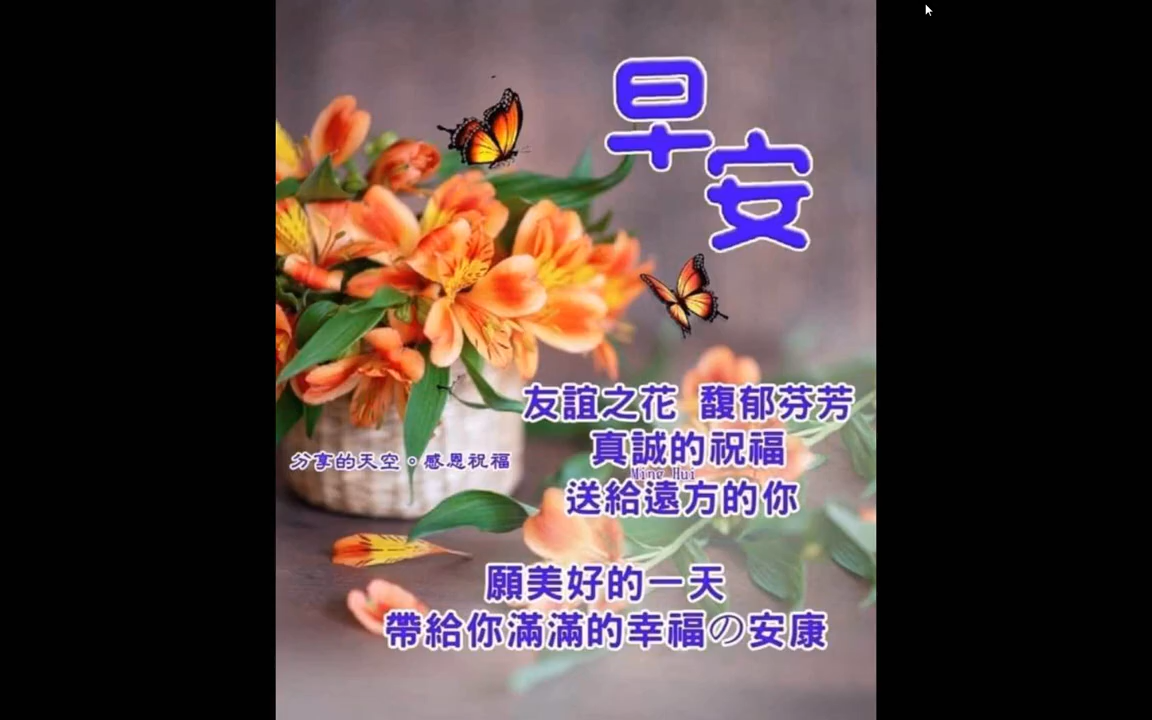 早安
友誼之花 馥郁芬芳
真誠的祝福
分享的天空。感恩祝福
Ming Hui
送給遠方的你
願美好的一天
帶給你滿滿的幸福の安康